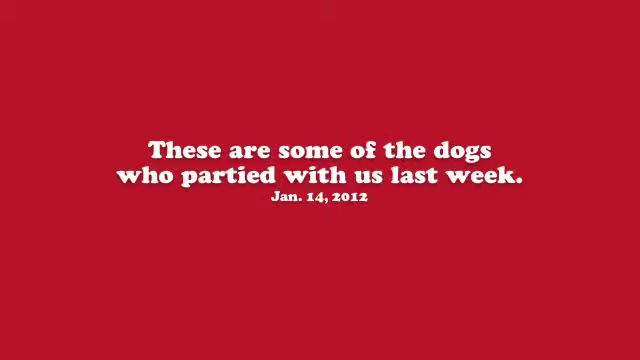 These are some of the dogs
who partied with us last week.
Jan. 14, 2012